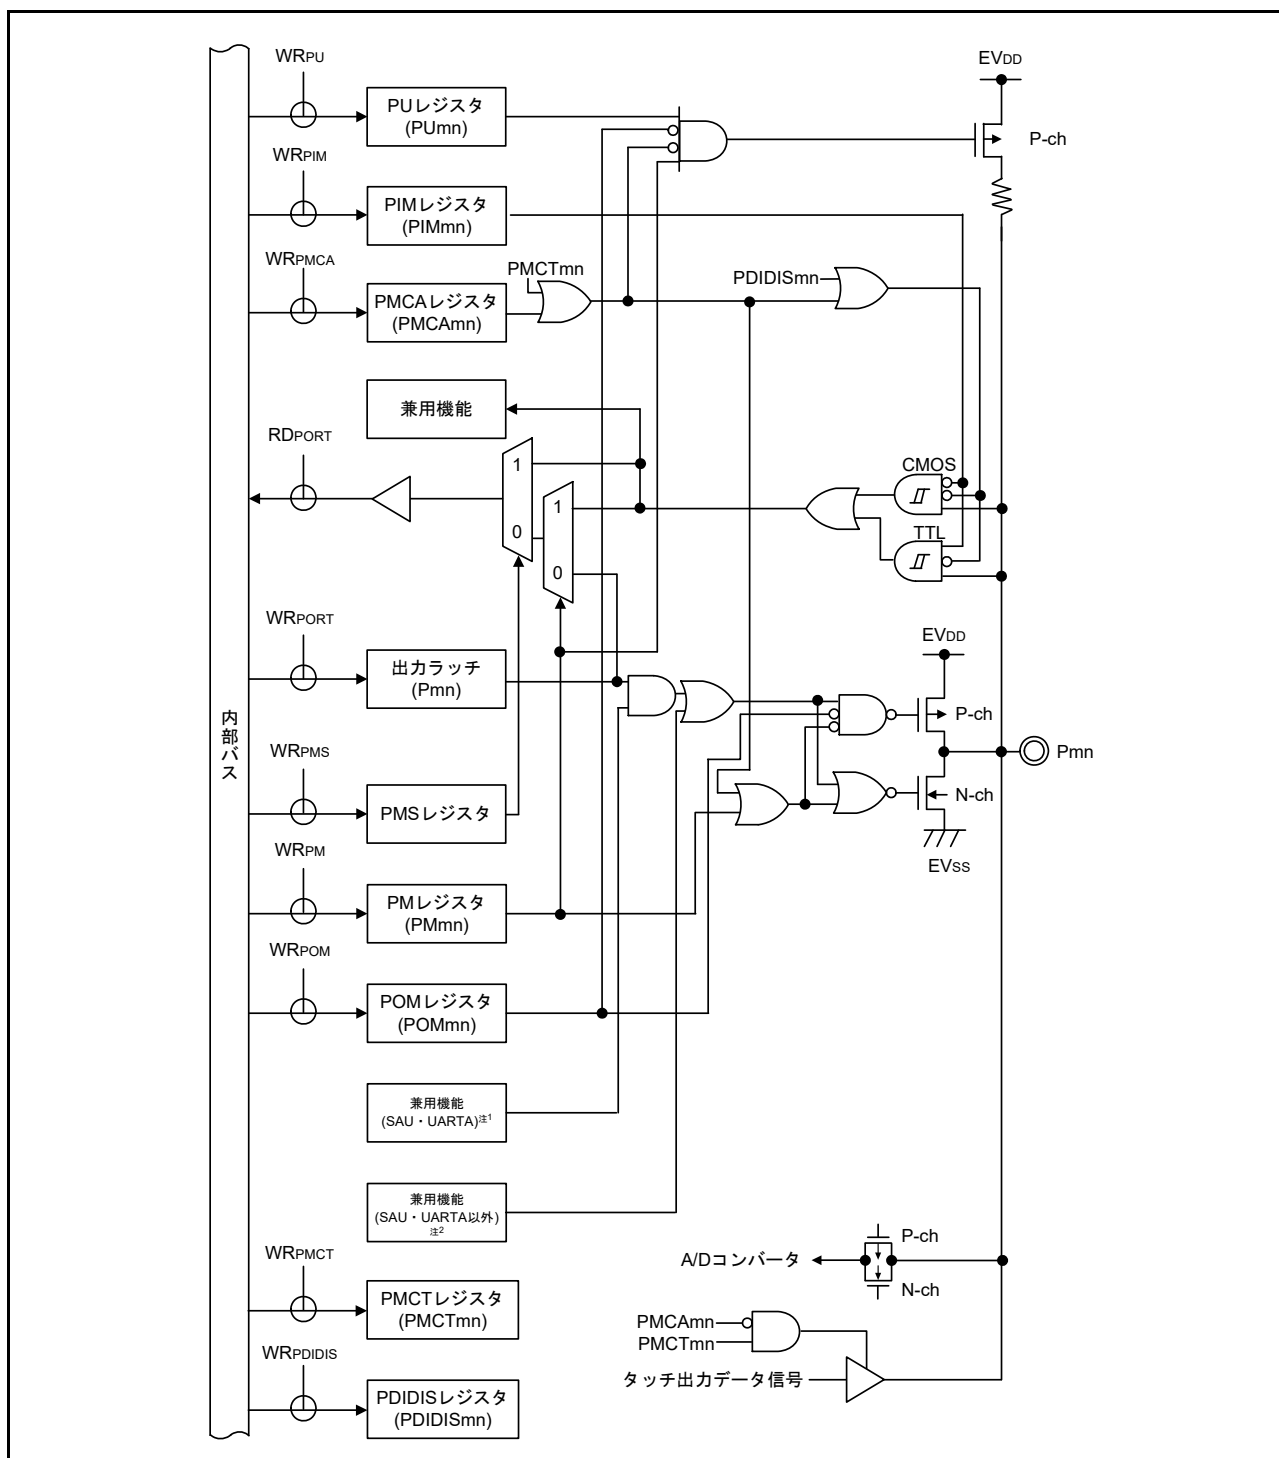 WRPU
EVDD
PUレジスタ
(PUmn)
P-ch
WRPIM
PIMレジスタ
(PIMmn)
WRPMCA
PMCTmn
PDIDISmn
PMCAレジスタ
(PMCAmn)
兼用機能
RDPORT
1
0
1
0
CMOS
TTL
WRPORT
出力ラッチ
(Pmn)
EVDD
P-ch
Pmn
N-ch
EVSS
内部バス
WRPMS
PMSレジスタ
WRPM
PMレジスタ
(PMmn)
WRPOM
POMレジスタ
(POMmn)
兼用機能
(SAU・UARTA)注1
兼用機能
(SAU・UARTA以外)
注2
P-ch
A/Dコンバータ
N-ch
WRPMCT
PMCTレジスタ
(PMCTmn)
PMCAmn
PMCTmn
タッチ出力データ信号
WRPDIDIS
PDIDISレジスタ
(PDIDISmn)